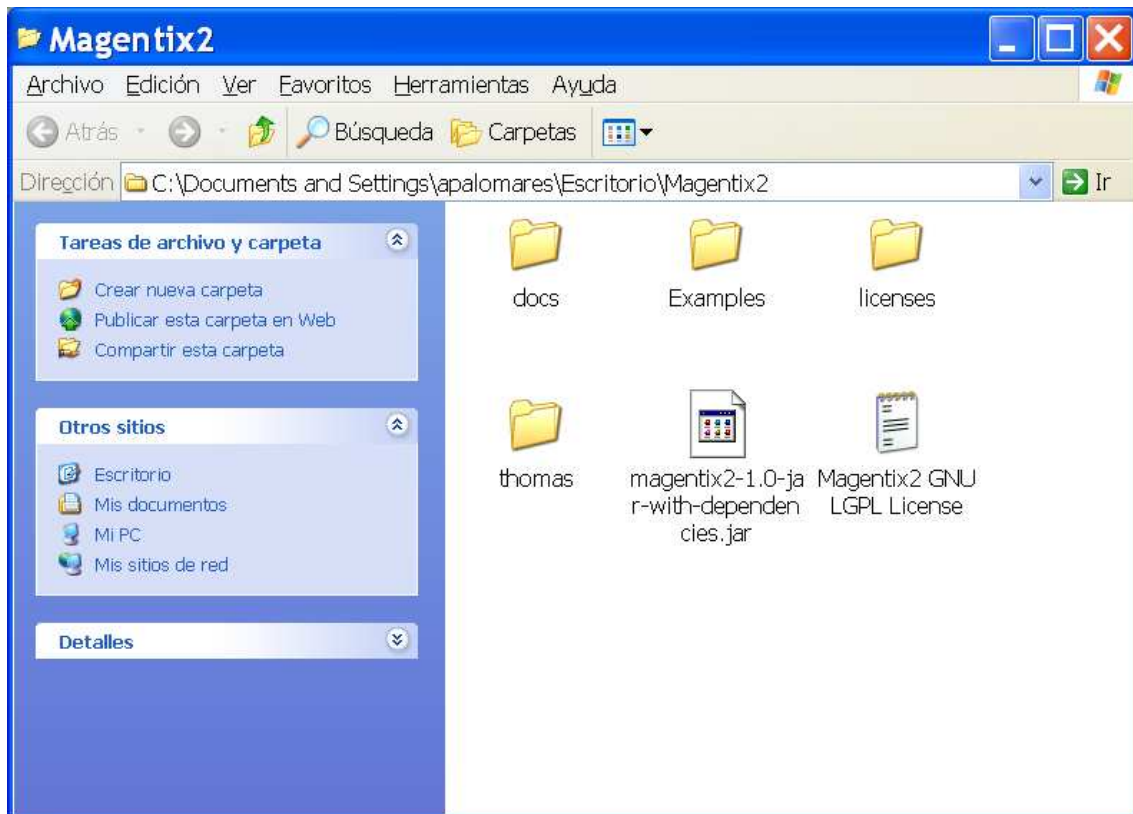 Magentix2
Archivo Edición Ver Favoritos Herramientas Ayuda
Atrás Búsqueda Carpetas
Dirección C:\Documents and Settings\apalomares\Escritorio\Magentix2 Ir
Tareas de archivo y carpeta
Crear nueva carpeta
Publicar esta carpeta en Web
Compartir esta carpeta
Otros sitios
Escritorio
Mis documentos
Mi PC
Mis sitios de red
Detalles
docs Examples licenses
thomas
magentix2-1.0-ja
r-with-dependen
cies.jar
Magentix2 GNU
LGPL License